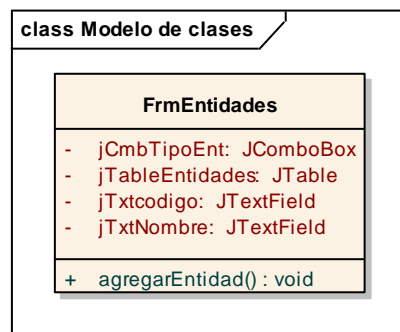 class Modelo de clases
FrmEntidades
- jCmbTipoEnt: JComboBox
- jTableEntidades: JTable
- jTxtcodigo: JTextField
- jTxtNombre: JTextField
+ agregarEntidad() : void